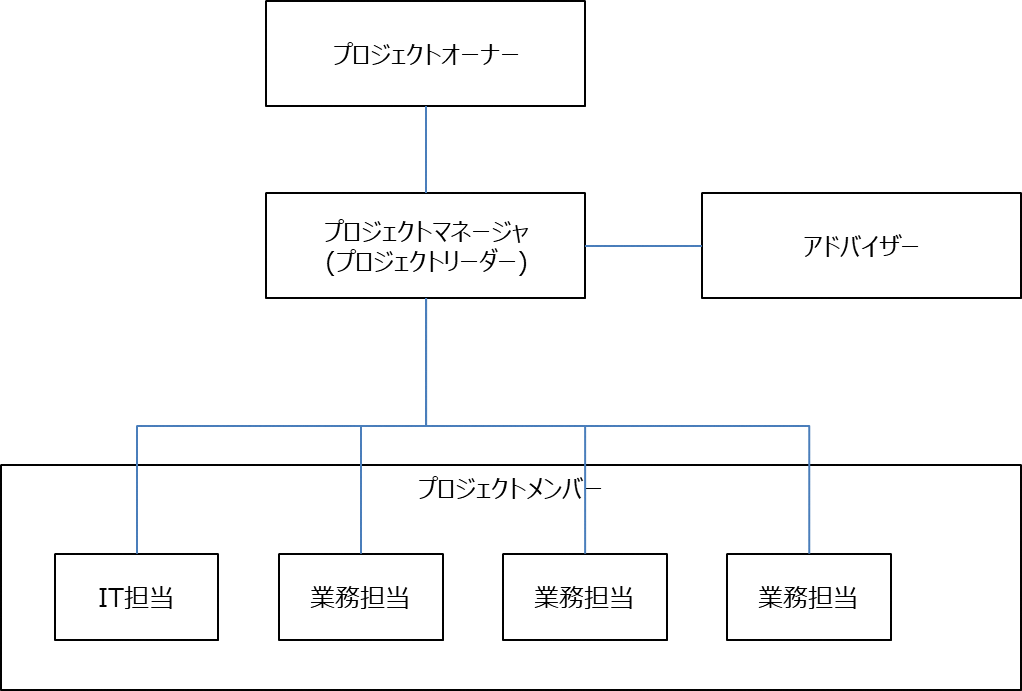 プロジェクトオーナー
プロジェクトマネージャ
(プロジェクトリーダー)
アドバイザー
プロジェクトメンバー
IT担当
業務担当
業務担当
業務担当